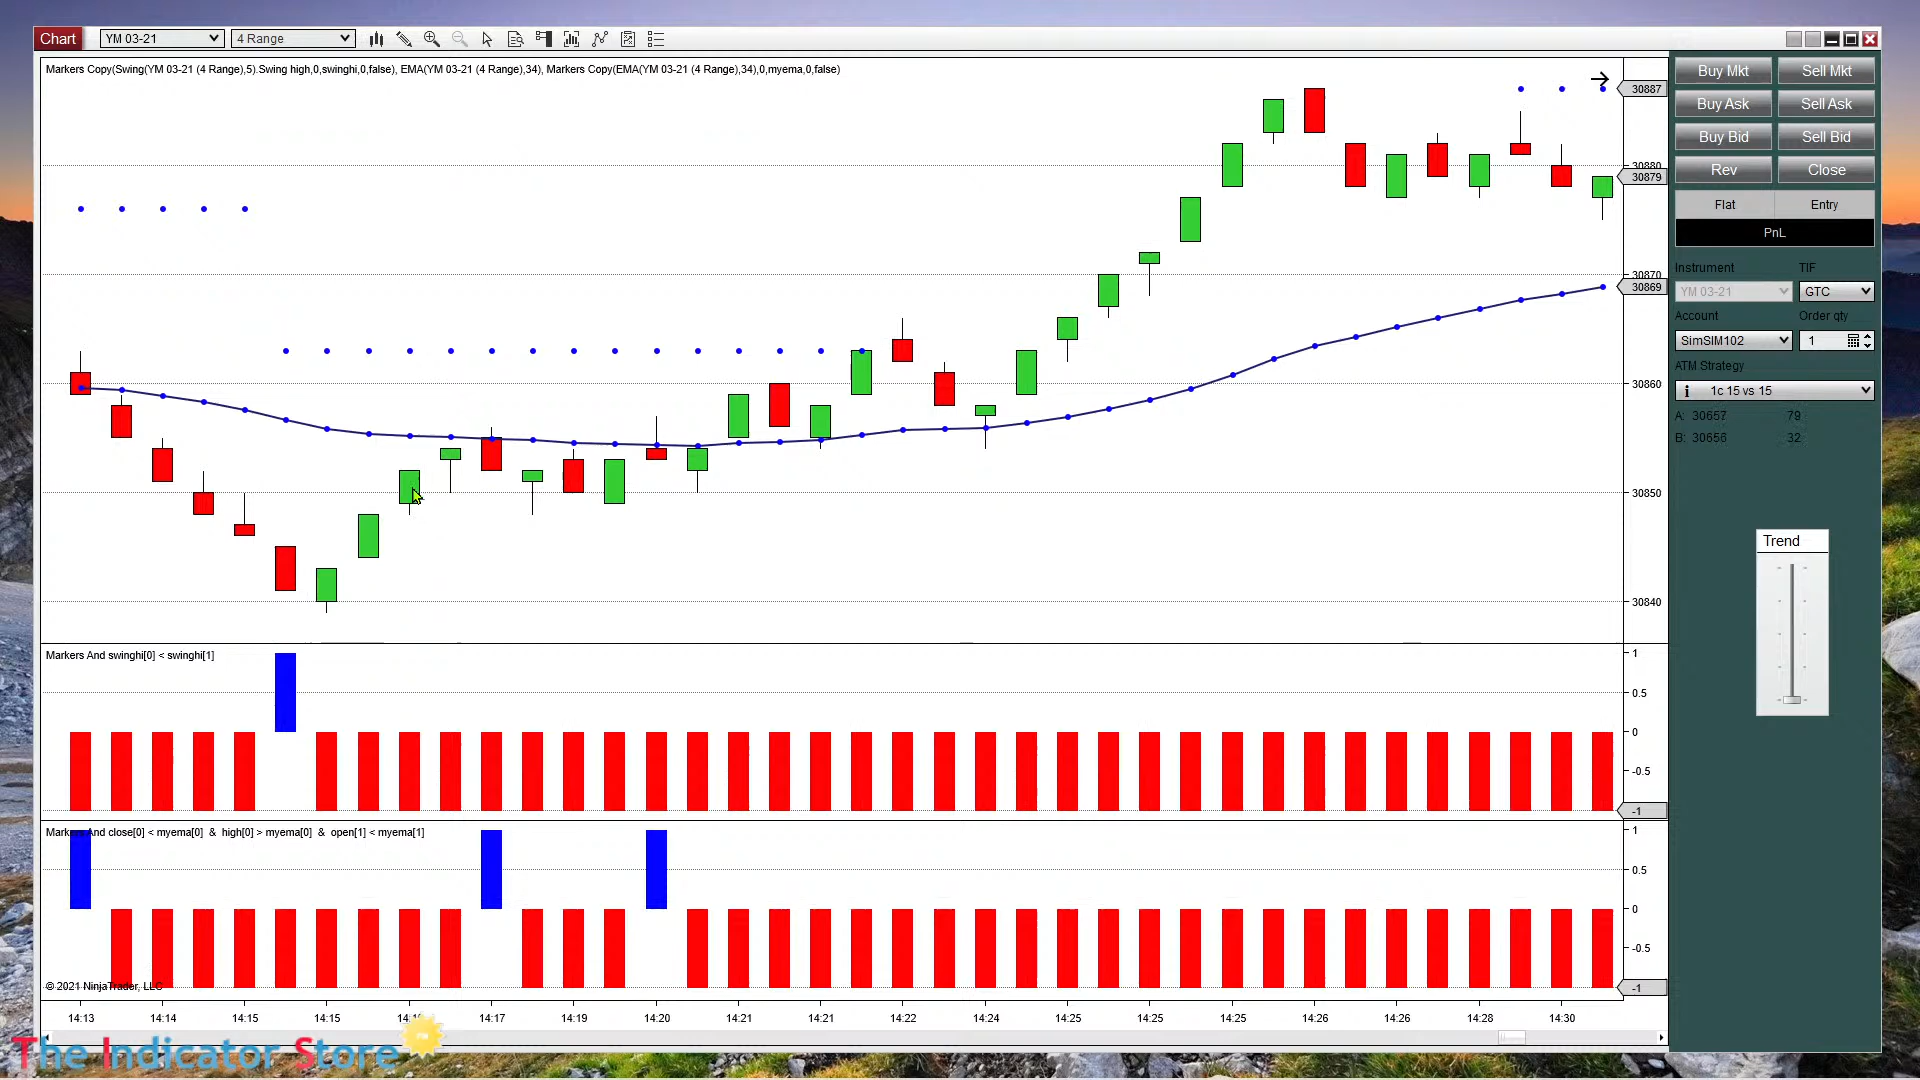 Chart YM 03-21 4 Range
Markers Copy(Swing(YM 03-21 (4 Range),5).Swing high,0,swinghi,0,false), EMA(YM 03-21 (4 Range),34), Markers Copy(EMA(YM 03-21 (4 Range),34),0,myema,0,false)
30887
30880
30879
30870
30869
30860
30850
30840
Markers And swinghi[0] < swinghi[1]
1
0.5
0
-0.5
-1
Markers And close[0] < myema[0] & high[0] > myema[0] & open[1] < myema[1]
1
0.5
0
-0.5
-1
© 2021 NinjaTrader, LLC
14:13 14:14 14:15 14:15 14:17 14:19 14:20 14:21 14:21 14:22 14:24 14:25 14:25 14:25 14:26 14:26 14:28 14:30
The Indicator Store
Buy Mkt Sell Mkt
Buy Ask Sell Ask
Buy Bid Sell Bid
Rev Close
Flat Entry
PnL
Instrument TIF
YM 03-21 GTC
Account Order qty
SimSIM102 1
ATM Strategy
i 1c 15 vs 15
A: 30657 79
B: 30656 32
Trend